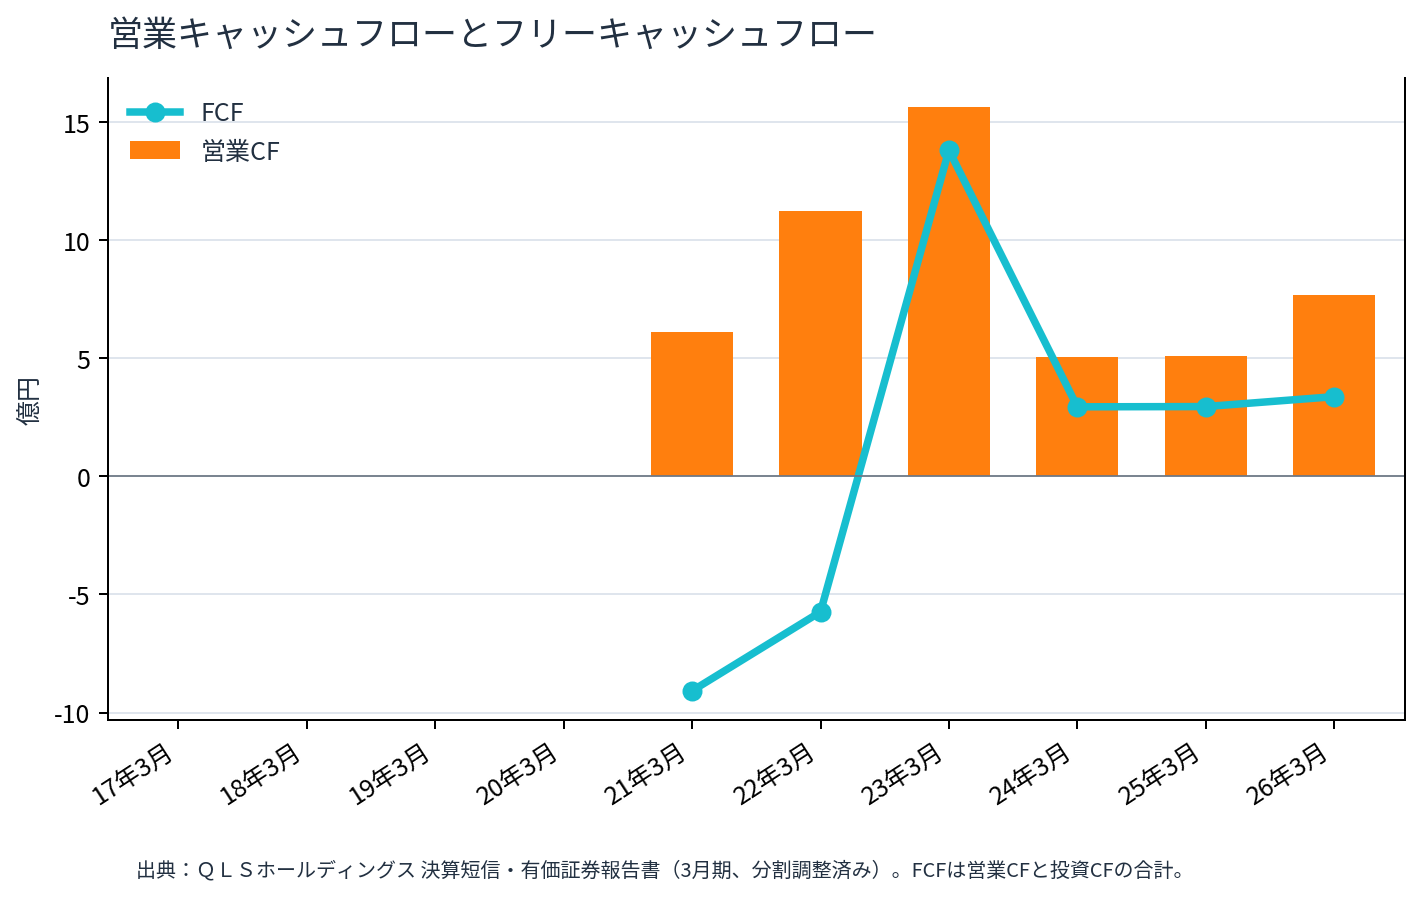 営業キャッシュフローとフリーキャッシュフロー
FCF
営業CF
億円
15
10
5
0
-5
-10
17年3月
18年3月
19年3月
20年3月
21年3月
22年3月
23年3月
24年3月
25年3月
26年3月
出典：ＱＬＳホールディングス 決算短信・有価証券報告書（3月期、分割調整済み）。FCFは営業CFと投資CFの合計。